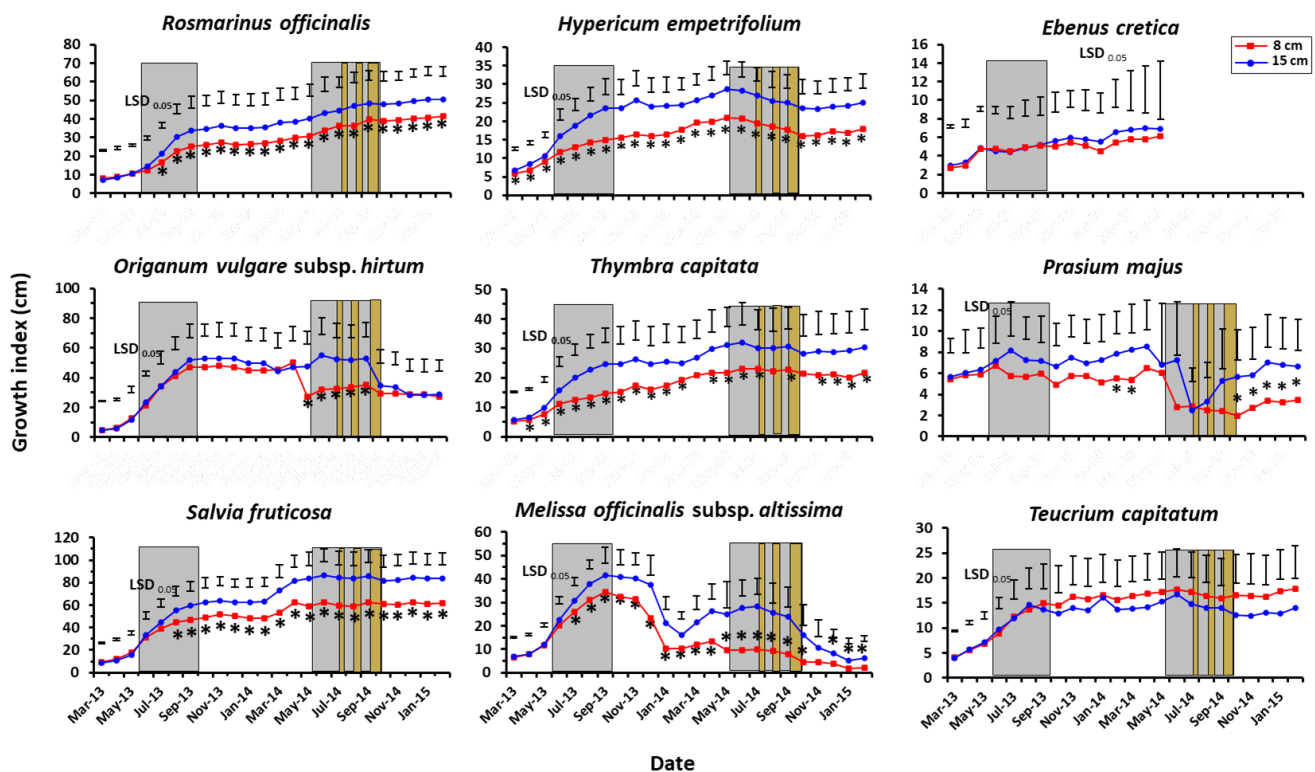 Rosmarinus officinalis
Hypericum empetrifolium
Ebenus cretica
80
70
60
50
40
30
20
10
0
LSD 0.05
40
35
30
25
20
15
10
5
0
LSD 0.05
16
14
12
10
8
6
4
2
0
LSD 0.05
8 cm
15 cm
Growth index (cm)
Origanum vulgare subsp. hirtum
Thymbra capitata
Prasium majus
100
80
60
40
20
0
LSD 0.05
50
40
30
20
10
0
LSD 0.05
14
12
10
8
6
4
2
0
LSD 0.05
Salvia fruticosa
Melissa officinalis subsp. altissima
Teucrium capitatum
120
100
80
60
40
20
0
LSD 0.05
60
50
40
30
20
10
0
LSD 0.05
30
25
20
15
10
5
0
LSD 0.05
Mar-13 May-13 Jul-13 Sep-13 Nov-13 Jan-14 Mar-14 May-14 Jul-14 Sep-14 Nov-14 Jan-15
Mar-13 May-13 Jul-13 Sep-13 Nov-13 Jan-14 Mar-14 May-14 Jul-14 Sep-14 Nov-14 Jan-15
Mar-13 May-13 Jul-13 Sep-13 Nov-13 Jan-14 Mar-14 May-14 Jul-14 Sep-14 Nov-14 Jan-15
Date